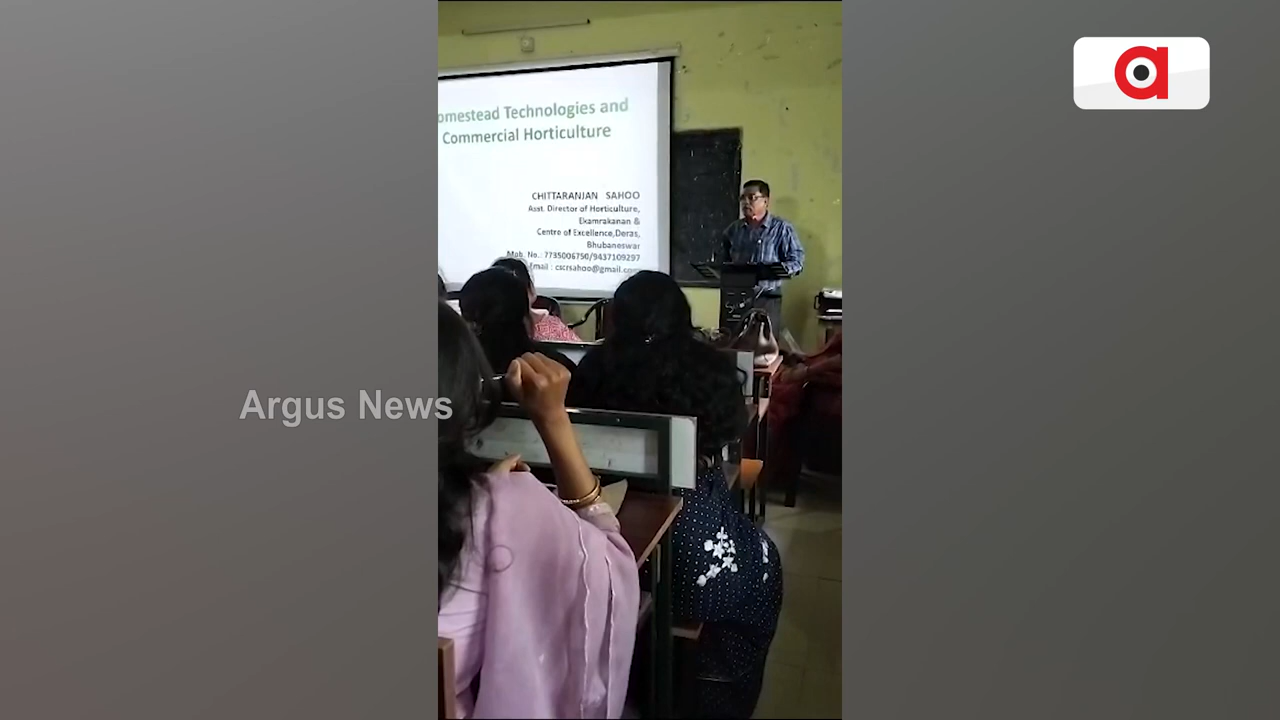 omestead Technologies and
Commercial Horticulture
CHITTARANJAN SAHOO
Asst. Director of Horticulture,
Ekamrakanan &
Centre of Excellence,Deras,
Bhubaneswar
Mob. No.: 7735006750/9437109297
Email : cscrsahoo@gmail.com
Argus News